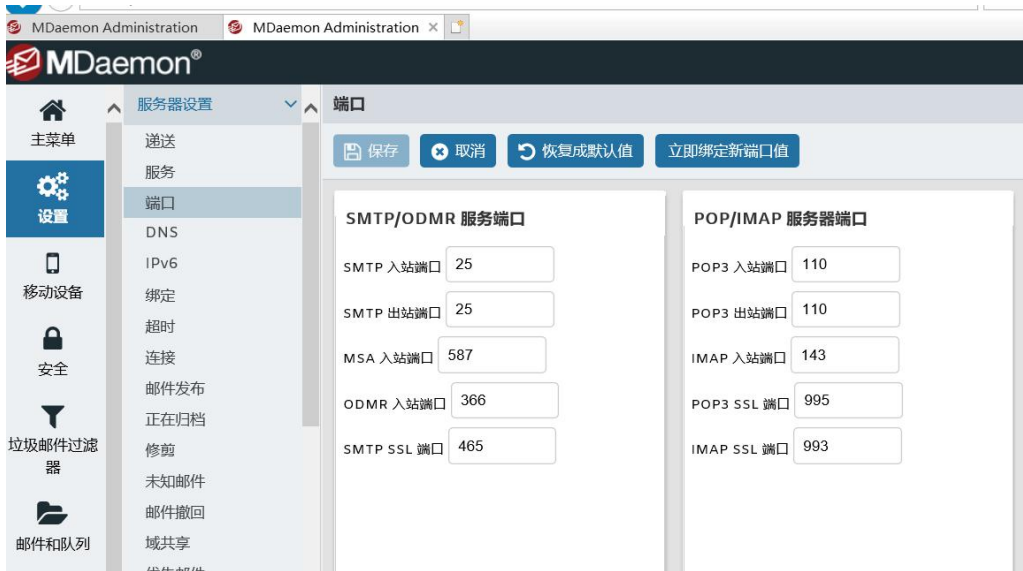 MDaemon Administration
MDaemon Administration ×
MDaemon®
主菜单
设置
移动设备
安全
垃圾邮件过滤
器
邮件和队列
服务器设置
递送
服务
端口
DNS
IPv6
绑定
超时
连接
邮件发布
正在归档
修剪
未知邮件
邮件撤回
域共享
端口
保存 取消 恢复成默认值 立即绑定新端口值
SMTP/ODMR 服务端口
SMTP 入站端口 25
SMTP 出站端口 25
MSA 入站端口 587
ODMR 入站端口 366
SMTP SSL 端口 465
POP/IMAP 服务器端口
POP3 入站端口 110
POP3 出站端口 110
IMAP 入站端口 143
POP3 SSL 端口 995
IMAP SSL 端口 993